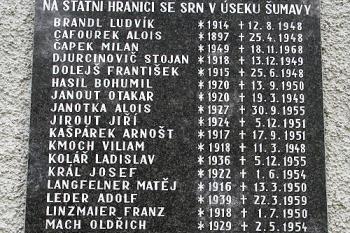 NA STÁTNÍ HRANICI SE SRN V ÚSEKU ŠUMAVY
BRANDL LUDVÍK *1914 +12.8.1948
CAFOUREK ALOIS *1897 +25.4.1948
ČAPEK MILAN *1949 +18.11.1968
DJURCINOVIČ STOJAN *1918 +13.12.1949
DOLEJŠ FRANTIŠEK *1915 +25.6.1948
HASIL BOHUMIL *1920 +13.9.1950
JANOUT OTAKAR *1920 +19.3.1949
JANOTKA ALOIS *1927 +30.9.1955
JIROUT JIŘÍ *1924 +5.12.1951
KAŠPÁREK ARNOŠT *1917 +17.9.1951
KMOCH VILIAM *1918 +11.3.1948
KOLÁŘ LADISLAV *1936 +5.12.1955
KRÁL JOSEF *1922 +1.6.1954
LANGFELNER MATĚJ *1916 +13.3.1950
LEDER ADOLF *1939 +22.3.1959
LINZMAIER FRANZ *1918 +1.7.1950
MACH OLDŘICH *1929 +2.5.1954